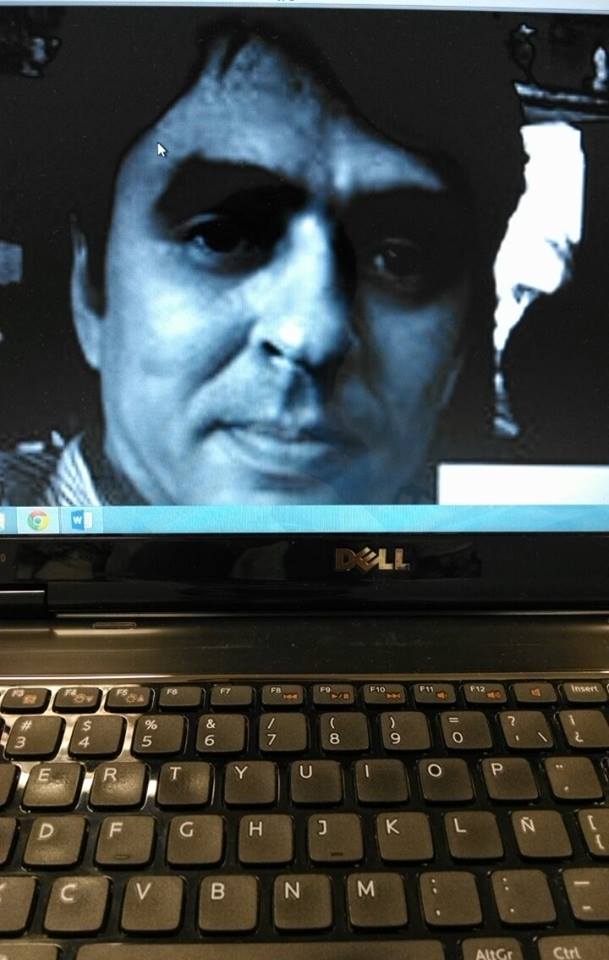 W
DELL
F3 F4 F5 F6 F7 F8 F9 F10 F11 F12 Insert
# $ % & / ( ) = ? ¡
3 4 5 6 7 8 9 0 ' \ ¿
E R T Y U I O P ¨ ´
D F G H J K L Ñ [ {
C V B N M ; , : . _ -
AltGr Ctrl